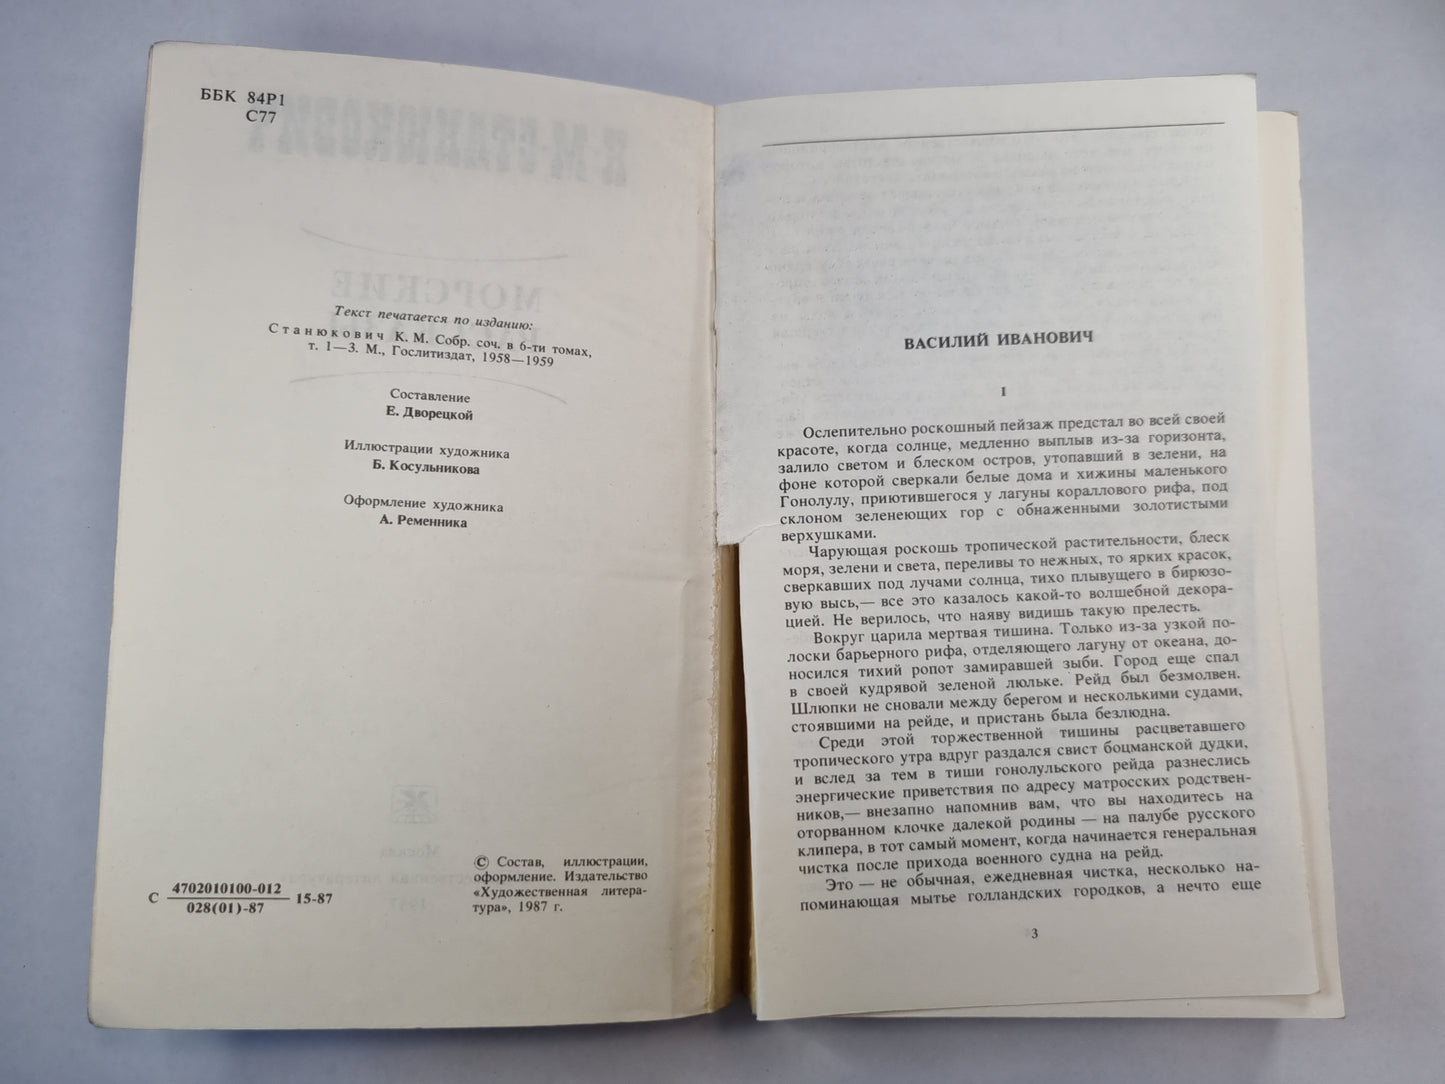 ББК 84Р1
С77
Текст печатается по изданию:
Станюкович К. М. Собр. соч. в 6-ти томах,
т. 1—3. М., Гослитиздат, 1958—1959
Составление
Е. Дворецкой
Иллюстрации художника
Б. Косульникова
Оформление художника
А. Ременника
С 4702010100-012 15-87
028(01)-87
© Состав, иллюстрации,
оформление. Издательство
«Художественная литера-
тура», 1987 г.
ВАСИЛИЙ ИВАНОВИЧ
I
Ослепительно роскошный пейзаж предстал во всей своей
красоте, когда солнце, медленно выплыв из-за горизонта,
залило светом и блеском остров, утопавший в зелени, на
фоне которой сверкали белые дома и хижины маленького
Гонолулу, приютившегося у лагуны кораллового рифа, под
склоном зеленеющих гор с обнаженными золотистыми
верхушками.
Чарующая роскошь тропической растительности, блеск
моря, зелени и света, переливы то нежных, то ярких красок,
сверкавших под лучами солнца, тихо плывущего в бирюзо-
вую высь,— все это казалось какой-то волшебной декора-
цией. Не верилось, что наяву видишь такую прелесть.
Вокруг царила мертвая тишина. Только из-за узкой по-
лоски барьерного рифа, отделяющего лагуну от океана, до-
носился тихий ропот замиравшей зыби. Город еще спал
в своей кудрявой зеленой люльке. Рейд был безмолвен.
Шлюпки не сновали между берегом и несколькими судами,
стоявшими на рейде, и пристань была безлюдна.
Среди этой торжественной тишины расцветавшего
тропического утра вдруг раздался свист боцманской дудки,
и вслед за тем в тиши гонолульского рейда разнеслись
энергические приветствия по адресу матросских родствен-
ников,— внезапно напомнив вам, что вы находитесь на
оторванном клочке далекой родины — на палубе русского
клипера, в тот самый момент, когда начинается генеральная
чистка после прихода военного судна на рейд.
Это — не обычная, ежедневная чистка, несколько на-
поминающая мытье голландских городков, а нечто еще
3